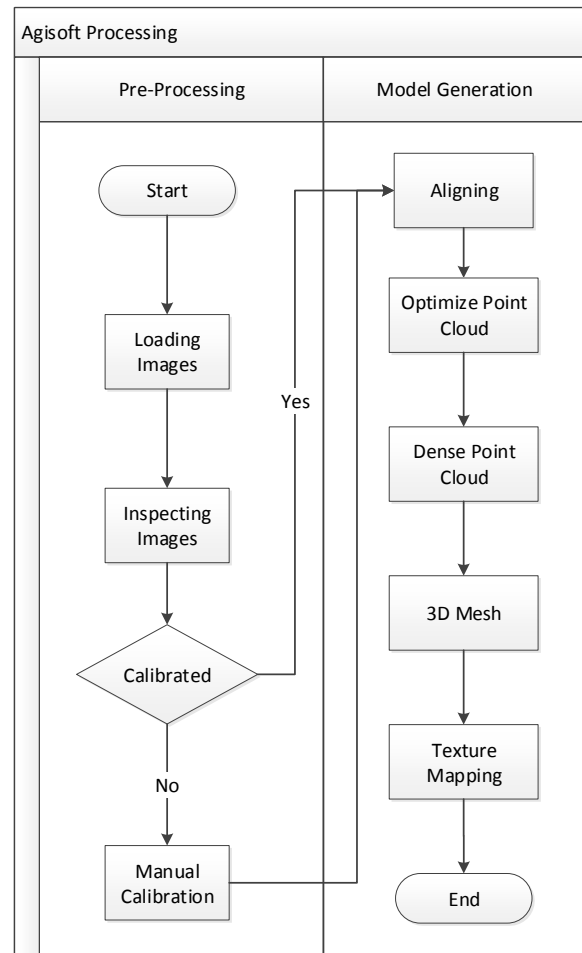 Agisoft Processing
Pre-Processing
Model Generation
Start
Loading
Images
Inspecting
Images
Calibrated
Yes
No
Manual
Calibration
Aligning
Optimize Point
Cloud
Dense Point
Cloud
3D Mesh
Texture
Mapping
End